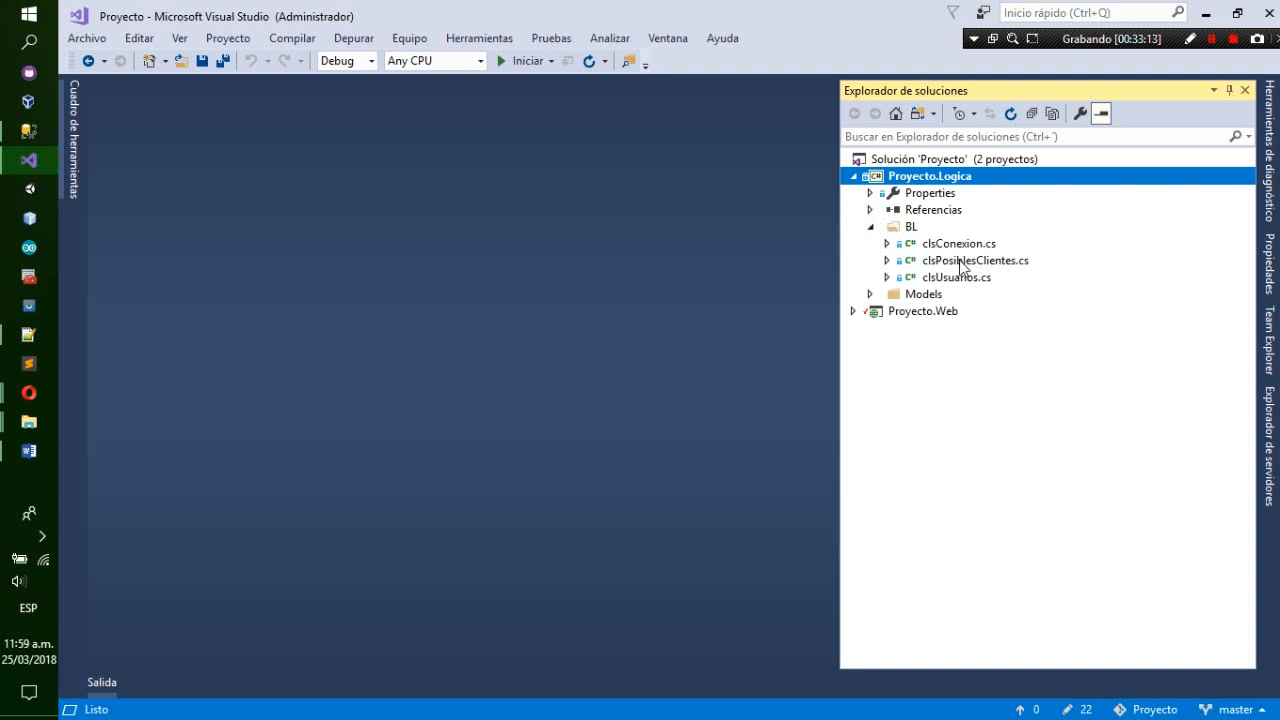 Proyecto - Microsoft Visual Studio (Administrador)
Inicio rápido (Ctrl+Q)
Archivo Editar Ver Proyecto Compilar Depurar Equipo Herramientas Pruebas Analizar Ventana Ayuda
Grabando [00:33:13]
Debug Any CPU Iniciar
Cuadro de herramientas
Explorador de soluciones
Buscar en Explorador de soluciones (Ctrl+´)
Solución 'Proyecto' (2 proyectos)
Proyecto.Logica
Properties
Referencias
BL
clsConexion.cs
clsPosiblesClientes.cs
clsUsuarios.cs
Models
Proyecto.Web
Herramientas de diagnóstico
Propiedades
Team Explorer
Explorador de servidores
ESP
11:59 a.m.
25/03/2018
Salida
Listo
0 22 Proyecto master